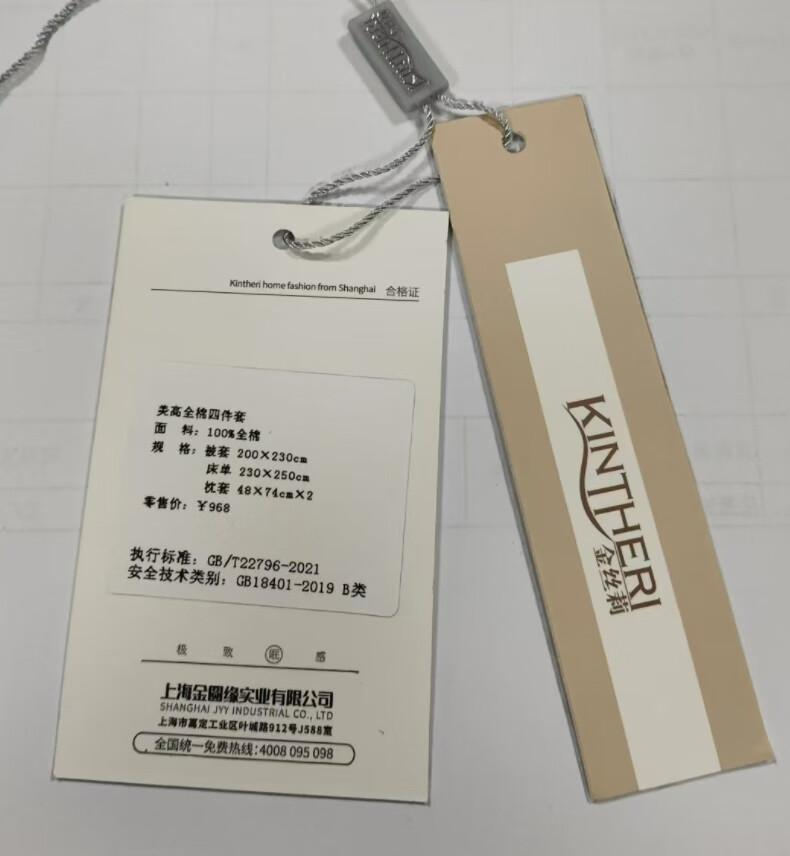 Kintheri home fashion from Shanghai 合格证
美高全棉四件套
面 料：100%全棉
规 格：被套 200×230cm
床单 230×250cm
枕套 48×74cm×2
零售价：￥968
执行标准：GB/T22796-2021
安全技术类别：GB18401-2019 B类
极 致 眠 感
上海金圆缘实业有限公司
SHANGHAI JYY INDUSTRIAL CO., LTD
上海市嘉定工业区叶城路912号J588室
全国统一免费热线：4008 095 098
KINTHERI
金丝莉